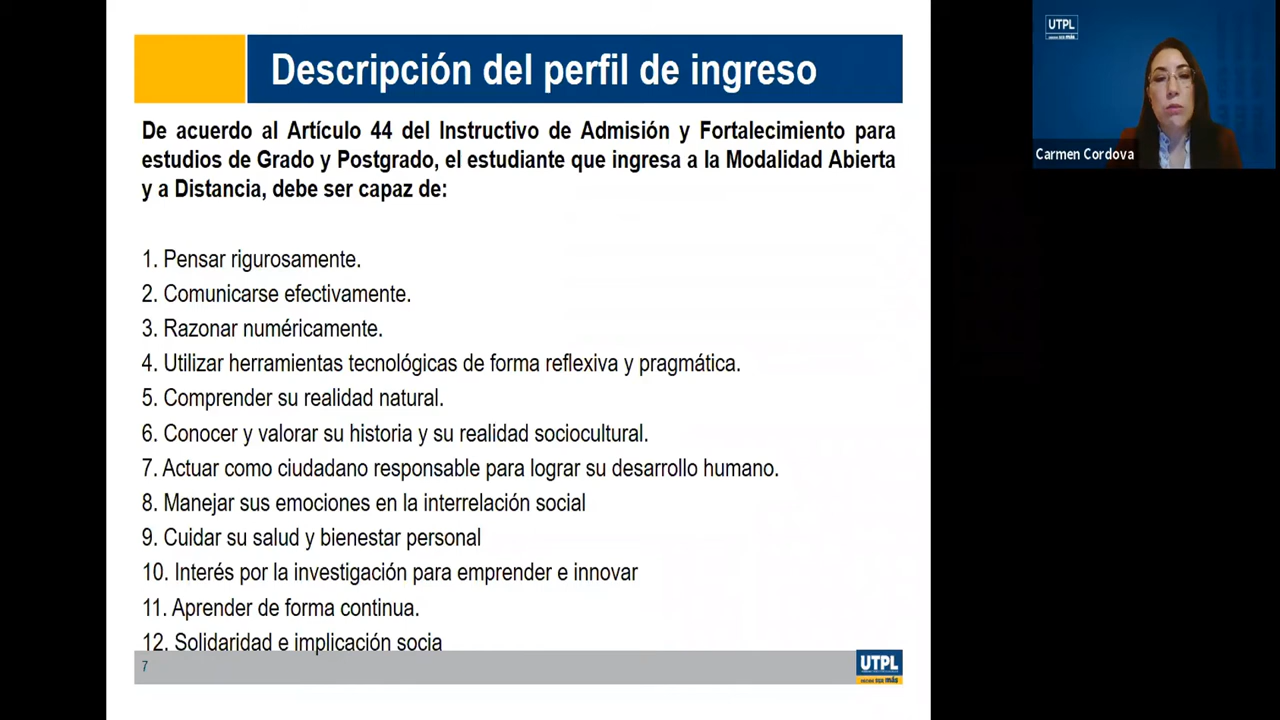 Descripción del perfil de ingreso
De acuerdo al Artículo 44 del Instructivo de Admisión y Fortalecimiento para
estudios de Grado y Postgrado, el estudiante que ingresa a la Modalidad Abierta
y a Distancia, debe ser capaz de:
1. Pensar rigurosamente.
2. Comunicarse efectivamente.
3. Razonar numéricamente.
4. Utilizar herramientas tecnológicas de forma reflexiva y pragmática.
5. Comprender su realidad natural.
6. Conocer y valorar su historia y su realidad sociocultural.
7. Actuar como ciudadano responsable para lograr su desarrollo humano.
8. Manejar sus emociones en la interrelación social
9. Cuidar su salud y bienestar personal
10. Interés por la investigación para emprender e innovar
11. Aprender de forma continua.
12. Solidaridad e implicación socia
7
UTPL
UTPL
Carmen Cordova